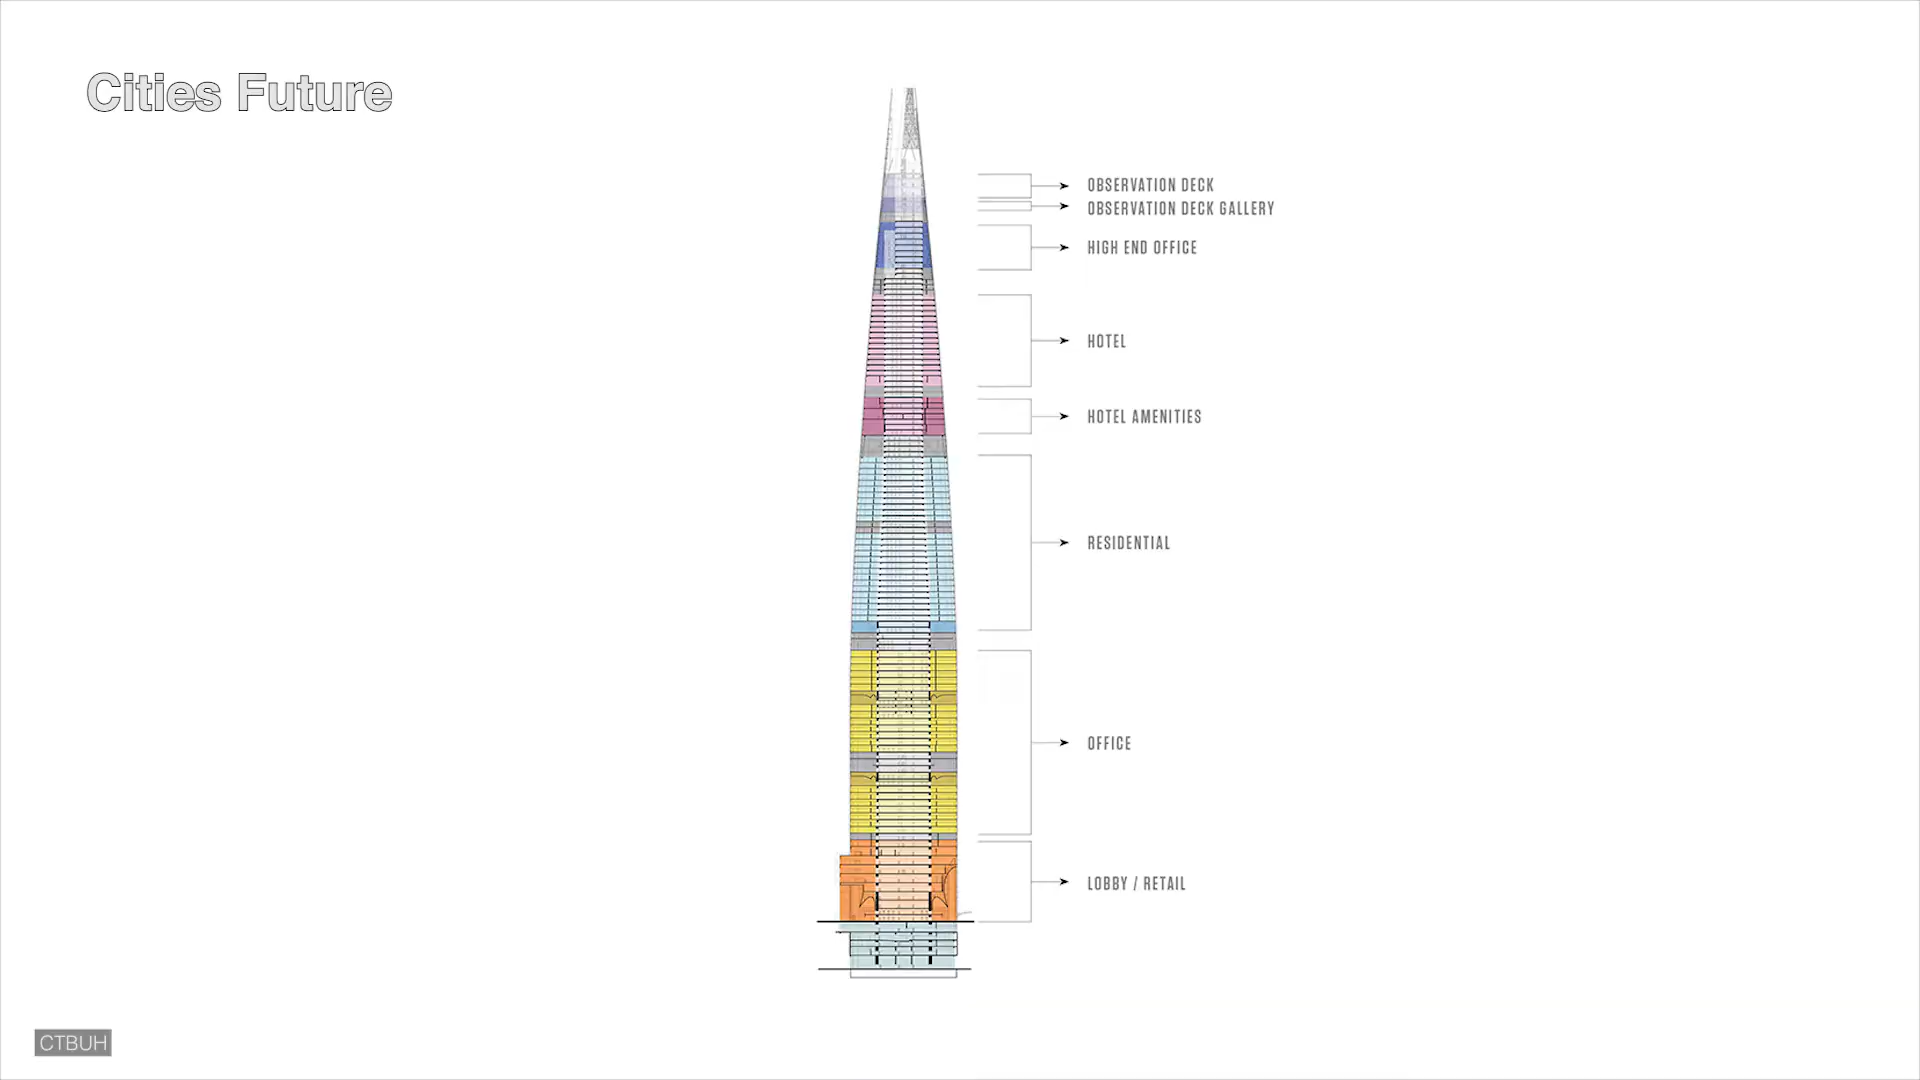 Cities Future
OBSERVATION DECK
OBSERVATION DECK GALLERY
HIGH END OFFICE
HOTEL
HOTEL AMENITIES
RESIDENTIAL
OFFICE
LOBBY / RETAIL
CTBUH